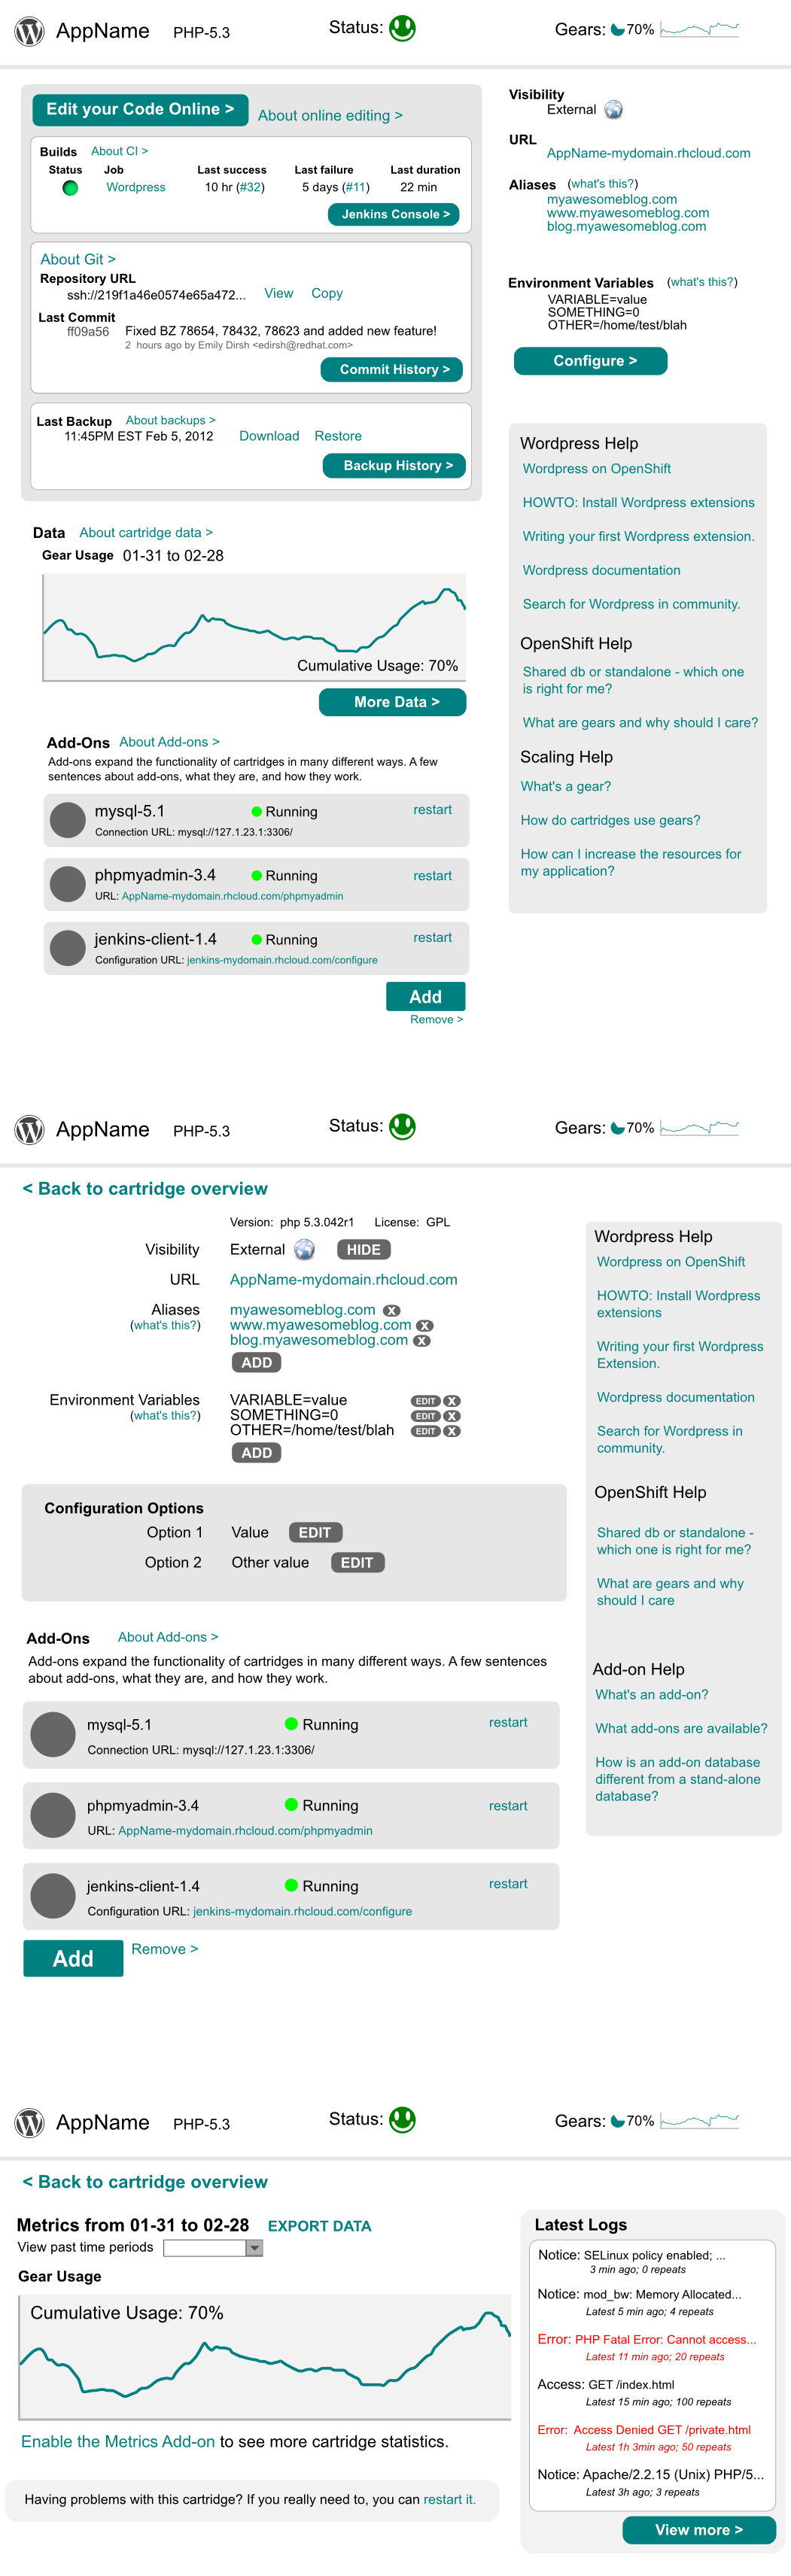 AppName PHP-5.3 Status: Gears: 70%
Edit your Code Online > About online editing >
Builds About CI >
Status Job Last success Last failure Last duration
Wordpress 10 hr (#32) 5 days (#11) 22 min
Jenkins Console >
About Git >
Repository URL
ssh://219f1a46e0574e65a472... View Copy
Last Commit
ff09a56 Fixed BZ 78654, 78432, 78623 and added new feature!
2 hours ago by Emily Dirsh <edirsh@redhat.com>
Commit History >
Last Backup About backups >
11:45PM EST Feb 5, 2012 Download Restore
Backup History >
Data About cartridge data >
Gear Usage 01-31 to 02-28
Cumulative Usage: 70%
More Data >
Add-Ons About Add-ons >
Add-ons expand the functionality of cartridges in many different ways. A few
sentences about add-ons, what they are, and how they work.
mysql-5.1 Running restart
Connection URL: mysql://127.1.23.1:3306/
phpmyadmin-3.4 Running restart
URL: AppName-mydomain.rhcloud.com/phpmyadmin
jenkins-client-1.4 Running restart
Configuration URL: jenkins-mydomain.rhcloud.com/configure
Add
Remove >
Visibility
External
URL
AppName-mydomain.rhcloud.com
Aliases (what's this?)
myawesomeblog.com
www.myawesomeblog.com
blog.myawesomeblog.com
Environment Variables (what's this?)
VARIABLE=value
SOMETHING=0
OTHER=/home/test/blah
Configure >
Wordpress Help
Wordpress on OpenShift
HOWTO: Install Wordpress extensions
Writing your first Wordpress extension.
Wordpress documentation
Search for Wordpress in community.
OpenShift Help
Shared db or standalone - which one
is right for me?
What are gears and why should I care?
Scaling Help
What's a gear?
How do cartridges use gears?
How can I increase the resources for
my application?
AppName PHP-5.3 Status: Gears: 70%
< Back to cartridge overview
Version: php 5.3.042r1 License: GPL
Visibility External HIDE
URL AppName-mydomain.rhcloud.com
Aliases myawesomeblog.com X
(what's this?) www.myawesomeblog.com X
blog.myawesomeblog.com X
ADD
Environment Variables VARIABLE=value EDIT X
(what's this?) SOMETHING=0 EDIT X
OTHER=/home/test/blah EDIT X
ADD
Configuration Options
Option 1 Value EDIT
Option 2 Other value EDIT
Add-Ons About Add-ons >
Add-ons expand the functionality of cartridges in many different ways. A few sentences
about add-ons, what they are, and how they work.
mysql-5.1 Running restart
Connection URL: mysql://127.1.23.1:3306/
phpmyadmin-3.4 Running restart
URL: AppName-mydomain.rhcloud.com/phpmyadmin
jenkins-client-1.4 Running restart
Configuration URL: jenkins-mydomain.rhcloud.com/configure
Add Remove >
Wordpress Help
Wordpress on OpenShift
HOWTO: Install Wordpress
extensions
Writing your first Wordpress
Extension.
Wordpress documentation
Search for Wordpress in
community.
OpenShift Help
Shared db or standalone -
which one is right for me?
What are gears and why
should I care
Add-on Help
What's an add-on?
What add-ons are available?
How is an add-on database
different from a stand-alone
database?
AppName PHP-5.3 Status: Gears: 70%
< Back to cartridge overview
Metrics from 01-31 to 02-28 EXPORT DATA
View past time periods
Gear Usage
Cumulative Usage: 70%
Enable the Metrics Add-on to see more cartridge statistics.
Having problems with this cartridge? If you really need to, you can restart it.
Latest Logs
Notice: SELinux policy enabled; ...
3 min ago; 0 repeats
Notice: mod_bw: Memory Allocated...
Latest 5 min ago; 4 repeats
Error: PHP Fatal Error: Cannot access...
Latest 11 min ago; 20 repeats
Access: GET /index.html
Latest 15 min ago; 100 repeats
Error: Access Denied GET /private.html
Latest 1h 3min ago; 50 repeats
Notice: Apache/2.2.15 (Unix) PHP/5...
Latest 3h ago; 3 repeats
View more >